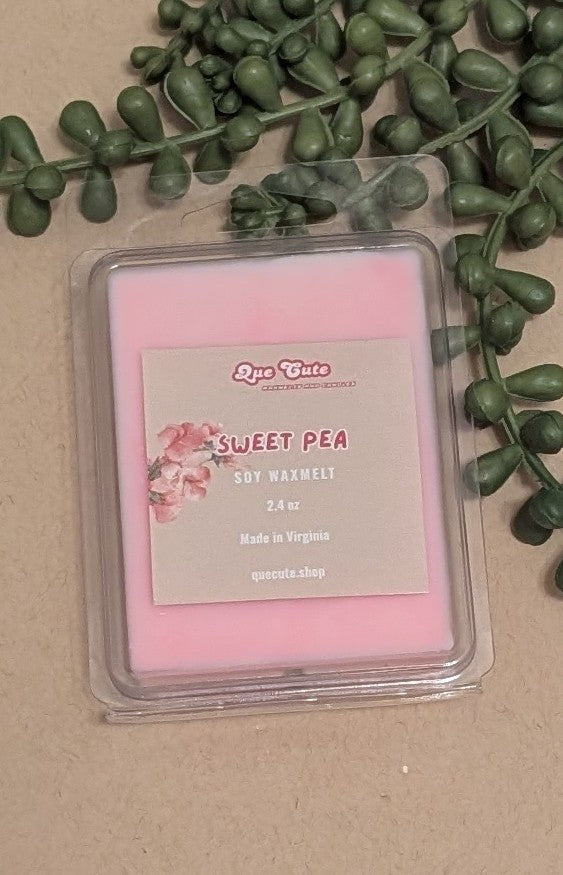 Que Cute
SWEET PEA
SOY WAXMELT
2.4 oz
Made in Virginia
quecute.shop